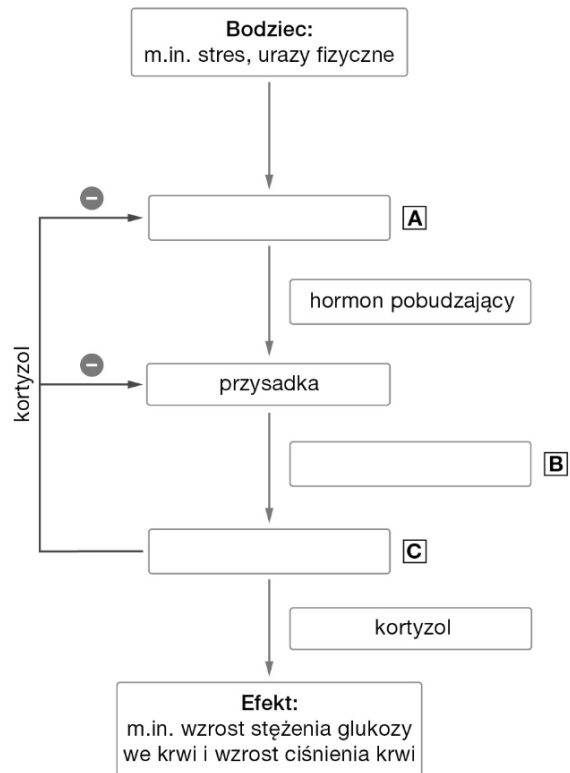 Bodziec:
m.in. stres, urazy fizyczne
–
A
hormon pobudzający
–
przysadka
kortyzol
B
C
kortyzol
Efekt:
m.in. wzrost stężenia glukozy
we krwi i wzrost ciśnienia krwi